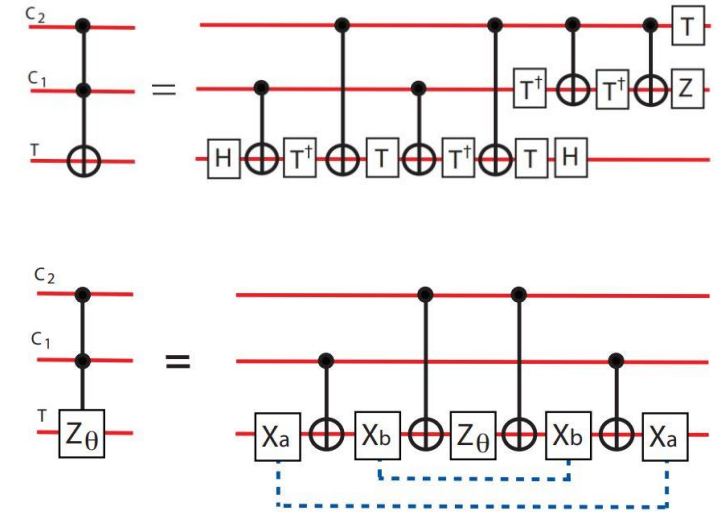 C2
T
C1
=
T†
T†
Z
T
H
T†
T
T†
T
H
C2
C1
=
T
Zθ
Xa
Xb
Zθ
Xb
Xa